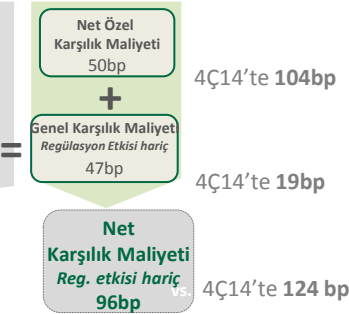 Net Özel
Karşılık Maliyeti
50bp
4Ç14’te 104bp
+
=
Genel Karşılık Maliyeti
Regülasyon Etkisi hariç
47bp
4Ç14’te 19bp
Net
Karşılık Maliyeti
Reg. etkisi hariç
96bp
vs. 4Ç14’te 124 bp